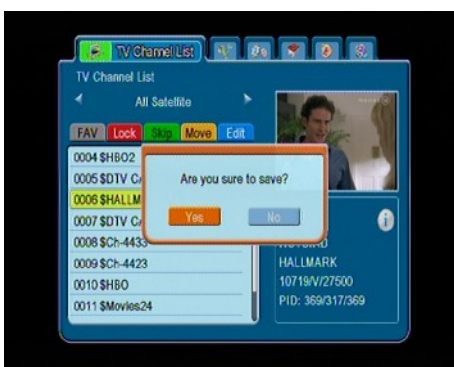 TV Channel List
TV Channel List
All Satellite
FAV Lock Skip Move Edit
0004 $HBO2
0005 $DTV
0006 $HALLM
0007 $DTV
0008 $Ch-4433
0009 $Ch-4423
0010 $HBO
0011 $Movies24
Are you sure to save?
Yes No
HOTBIRD
HALLMARK
10719/V/27500
PID: 369/317/369